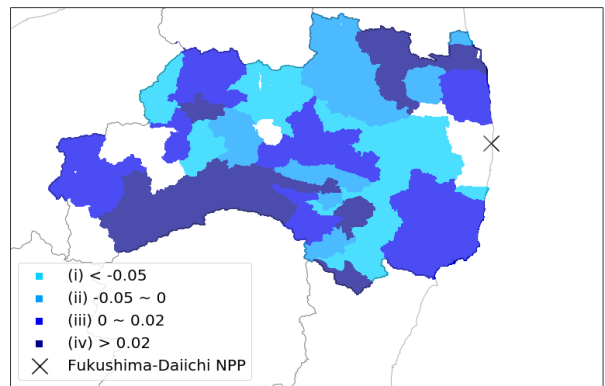 (i) < -0.05
(ii) -0.05 ~ 0
(iii) 0 ~ 0.02
(iv) > 0.02
Fukushima-Daiichi NPP